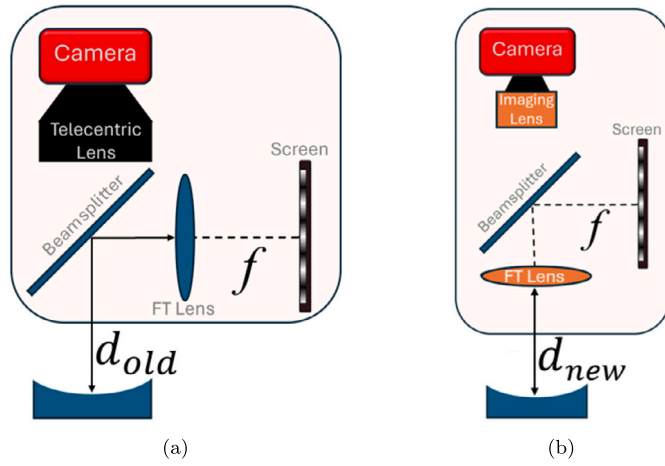 Camera
Telecentric
Lens
Beamsplitter
Screen
FT Lens
f
d_old
(a)
Camera
Imaging
Lens
Beamsplitter
Screen
f
FT Lens
d_new
(b)